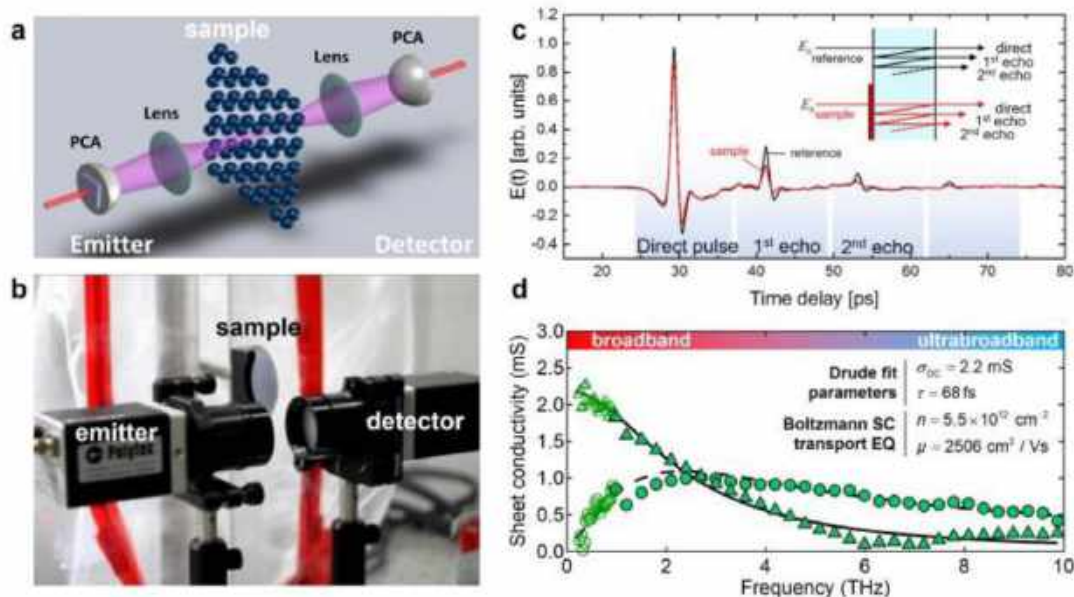 a
sample
Lens
PCA
Lens
PCA
Emitter
Detector
b
sample
emitter
detector
Polytec
c
E(t) [arb. units]
1.2
1.0
0.8
0.6
0.4
0.2
0.0
-0.2
-0.4
reference
direct
1st echo
2nd echo
sample
direct
1st echo
2nd echo
sample
reference
Direct pulse
1st echo
2nd echo
20 30 40 50 60 70 80
Time delay [ps]
d
Sheet conductivity (mS)
3.0
2.5
2.0
1.5
1.0
0.5
0.0
broadband
ultrabroadband
Drude fit
parameters
σDC = 2.2 mS
τ = 68 fs
Boltzmann SC
transport EQ
n = 5.5 × 10¹² cm⁻²
μ = 2506 cm² / Vs
0 2 4 6 8 10
Frequency (THz)